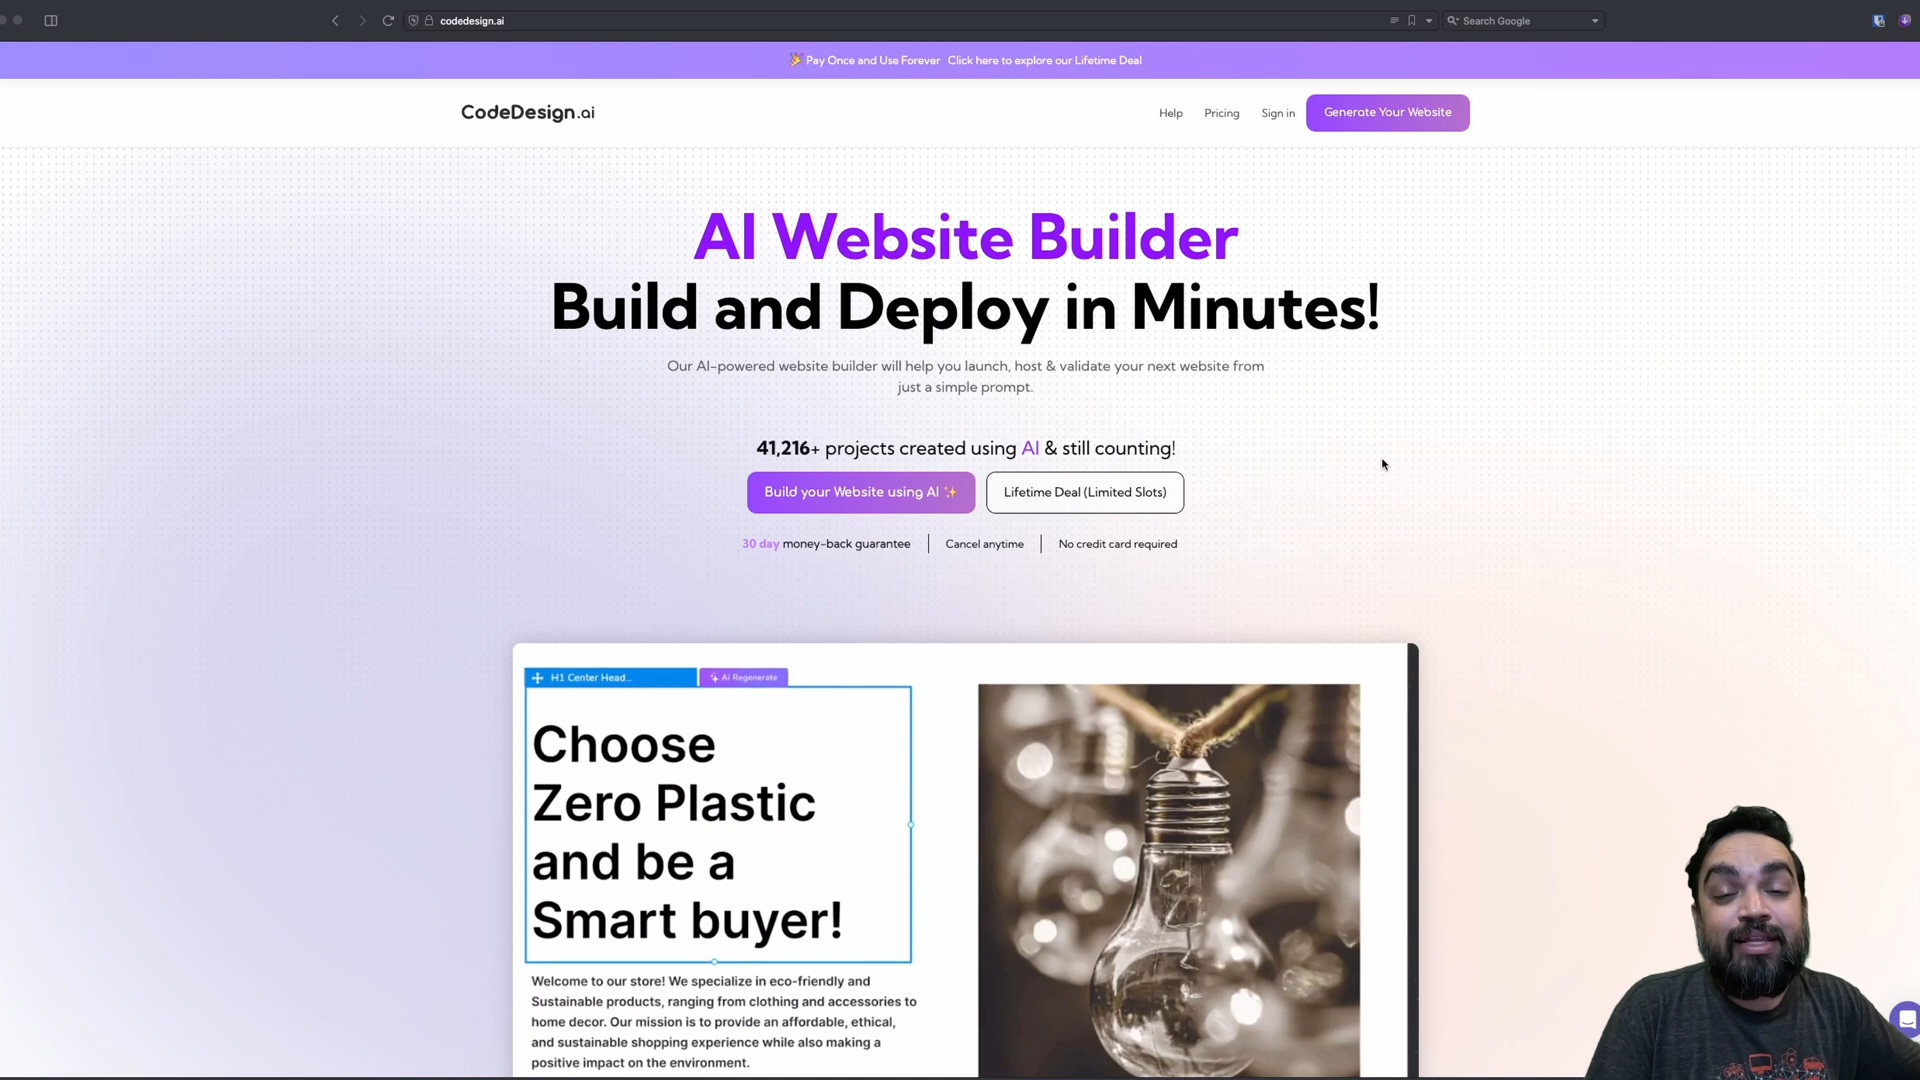 codedesign.ai
Search Google
🎉 Pay Once and Use Forever Click here to explore our Lifetime Deal
CodeDesign.ai
Help
Pricing
Sign in
Generate Your Website
AI Website Builder
Build and Deploy in Minutes!
Our AI-powered website builder will help you launch, host & validate your next website from
just a simple prompt.
41,216+ projects created using AI & still counting!
Build your Website using AI ✨
Lifetime Deal (Limited Slots)
30 day money-back guarantee
Cancel anytime
No credit card required
H1 Center Head...
Ai Regenerate
Choose
Zero Plastic
and be a
Smart buyer!
Welcome to our store! We specialize in eco-friendly and
Sustainable products, ranging from clothing and accessories to
home decor. Our mission is to provide an affordable, ethical,
and sustainable shopping experience while also making a
positive impact on the environment.